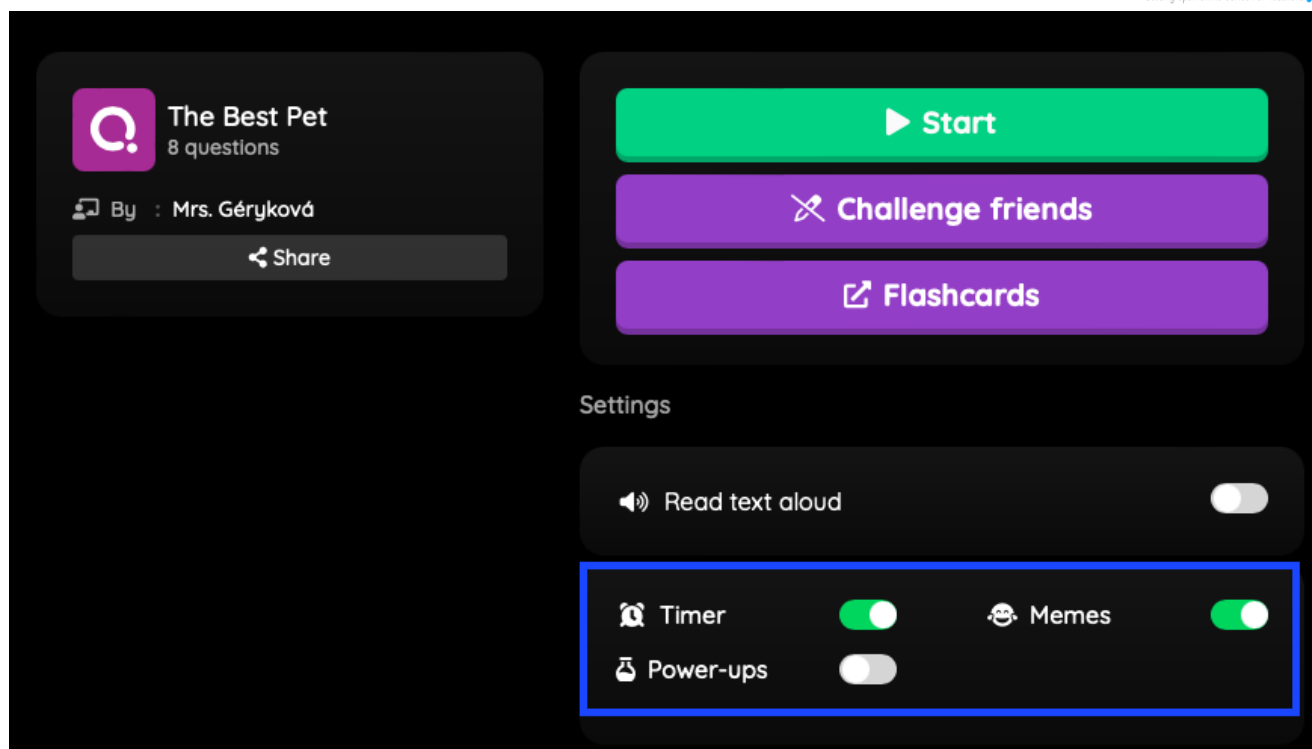 The Best Pet
8 questions
By : Mrs. Géryková
Share
Start
Challenge friends
Flashcards
Settings
Read text aloud
Timer
Memes
Power-ups